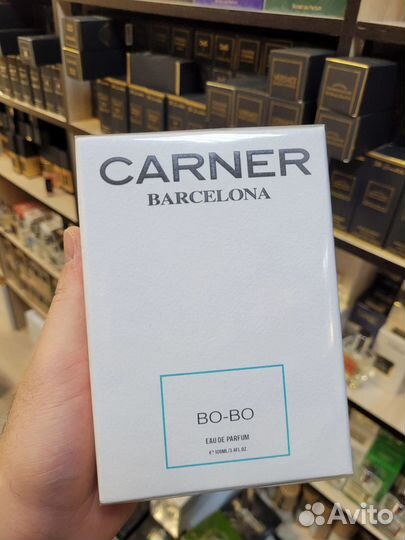 CARNER
BARCELONA
BO-BO
EAU DE PARFUM
℮ 100ML/3.4FL.OZ.
Avito